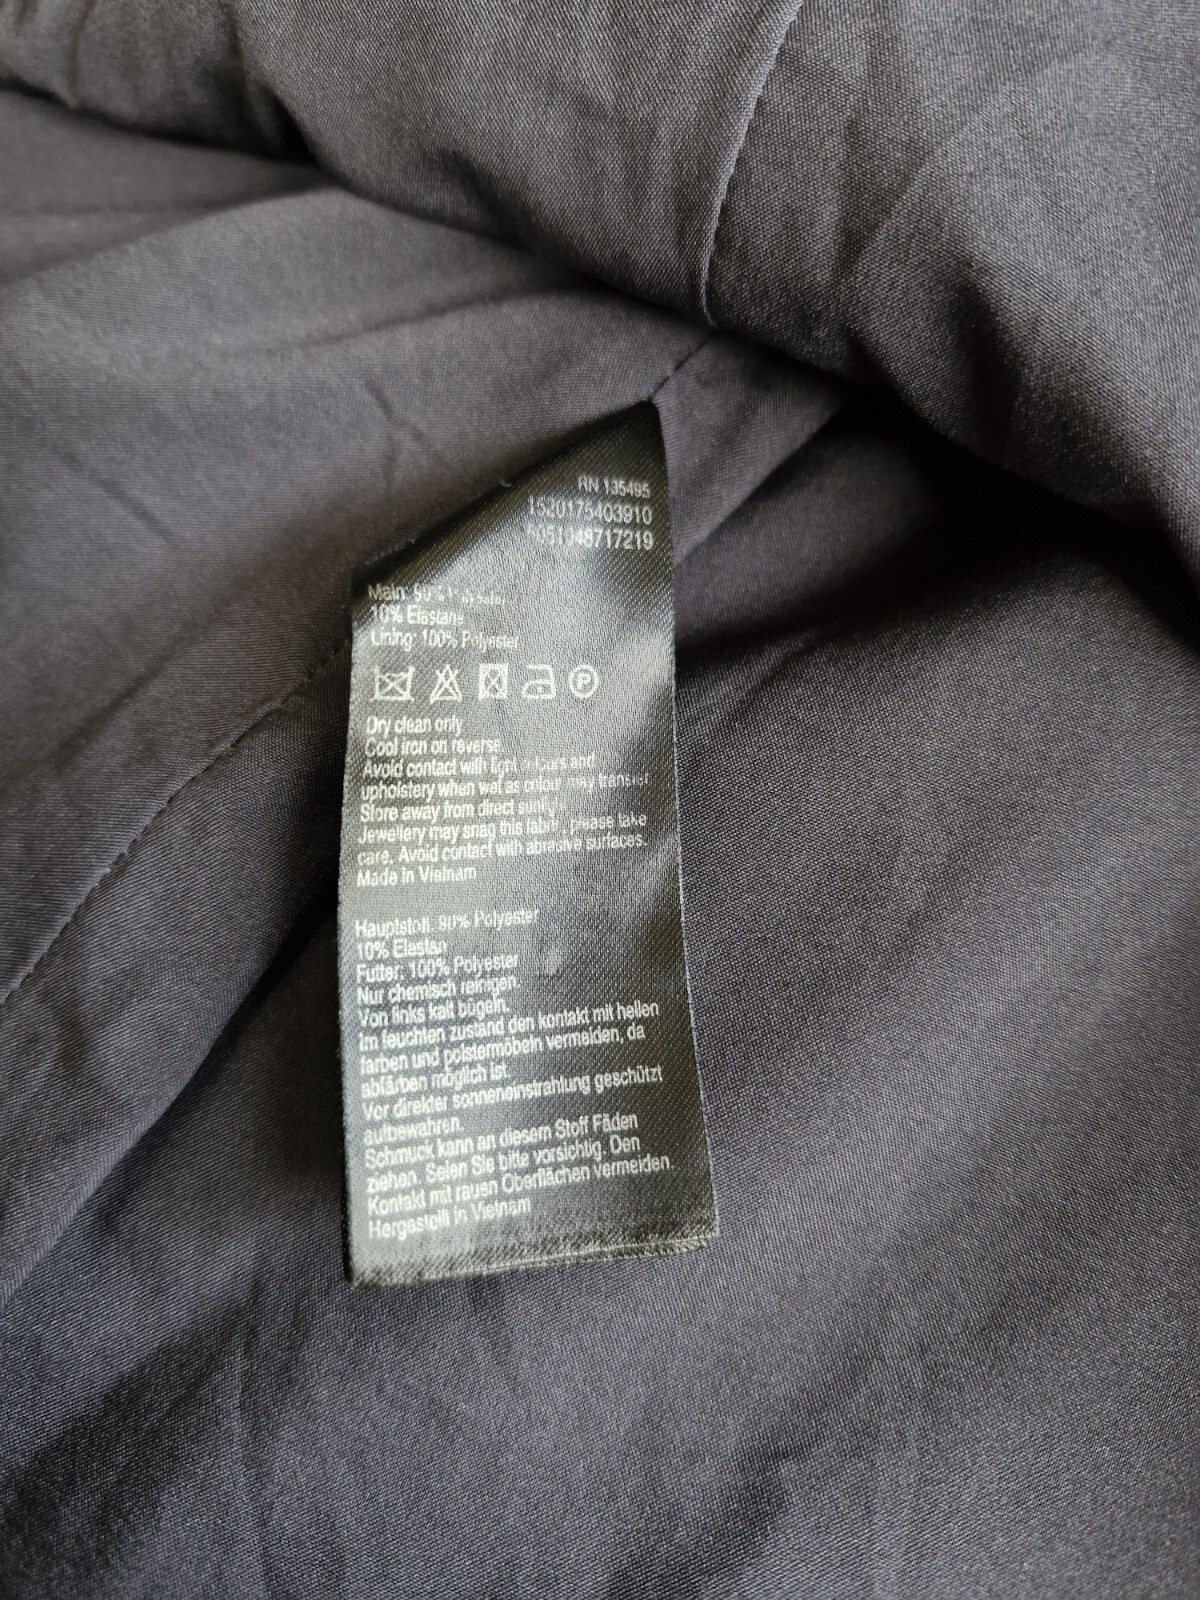 RN 135495
1520175403910
A051048717219
Main: 90%
10% Elastane
Lining: 100% Polyester
P
Dry clean only
Cool iron on reverse
Avoid contact with light colours and
upholstery when wet as colour may transfer
Store away from direct sunlight
Jewellery may snag this fabric, please take
care. Avoid contact with abrasive surfaces.
Made in Vietnam
Hauptstoff: 90% Polyester
10% Elastan
Futter: 100% Polyester
Nur chemisch reinigen.
Von links kalt bügeln.
Im feuchten zustand den kontakt mit hellen
farben und polstermöbeln vermeiden, da
abfärben möglich ist.
Vor direkter sonneneinstrahlung geschützt
aufbewahren.
Schmuck kann an diesem Stoff Fäden
ziehen. Seien Sie bitte vorsichtig. Den
Kontakt mit rauen Oberflächen vermeiden.
Hergestellt in Vietnam